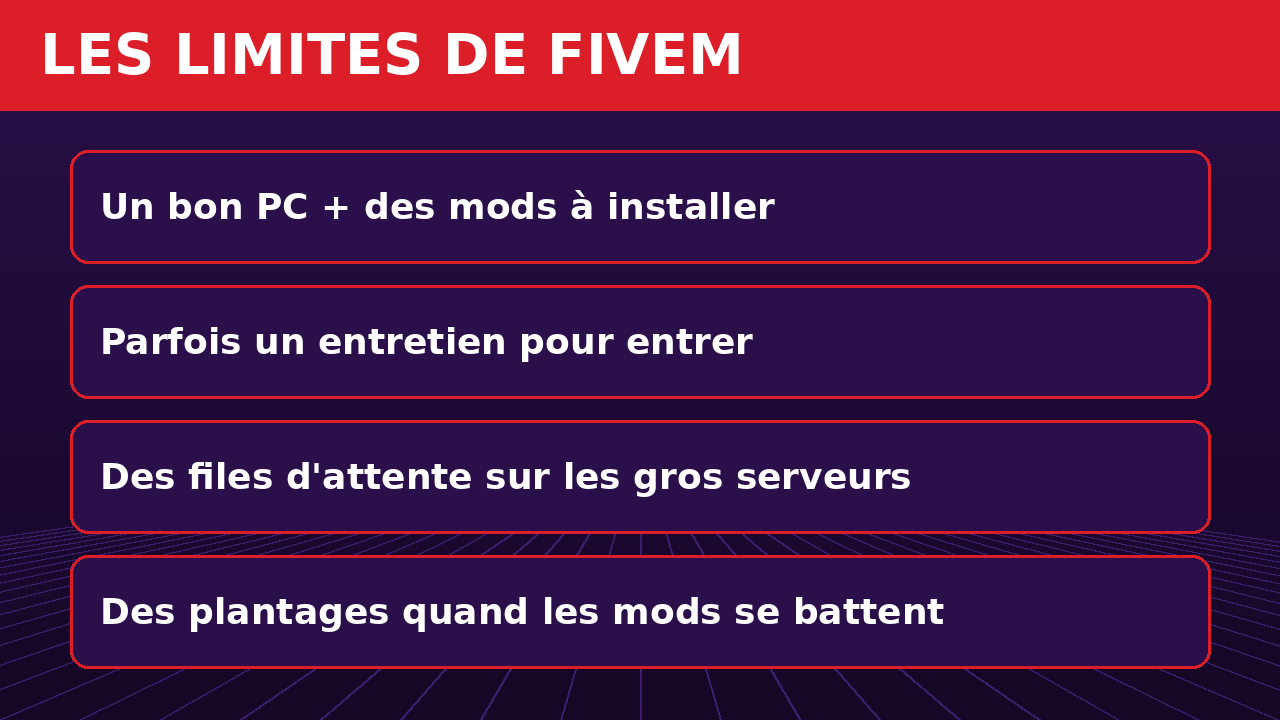 LES LIMITES DE FIVEM
Un bon PC + des mods à installer
Parfois un entretien pour entrer
Des files d'attente sur les gros serveurs
Des plantages quand les mods se battent